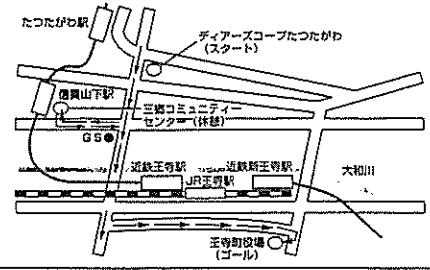 たつたがわ駅
ディアーズコープたつたがわ
(スタート)
信貴山下駅
三郷コミュニティー
センター(休憩)
GS
近鉄王寺駅
近鉄新王寺駅
大和川
JR王寺駅
王寺町役場
(ゴール)